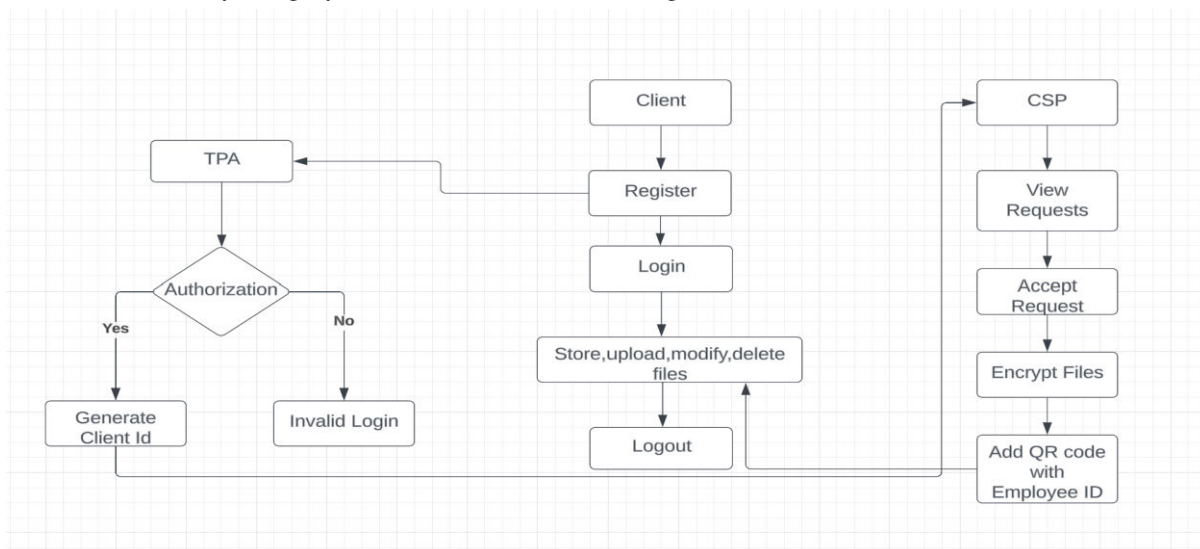 Client
CSP
TPA
Register
View
Requests
Login
Authorization
Accept
Request
Yes
No
Store,upload,modify,delete
files
Encrypt Files
Generate
Client Id
Invalid Login
Logout
Add QR code
with
Employee ID